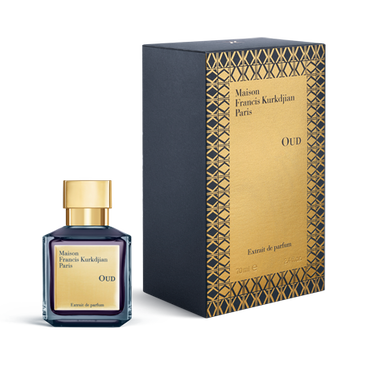 Maison
Francis Kurkdjian
Paris
OUD
Extrait de parfum
Maison
Francis Kurkdjian
Paris
OUD
Extrait de parfum